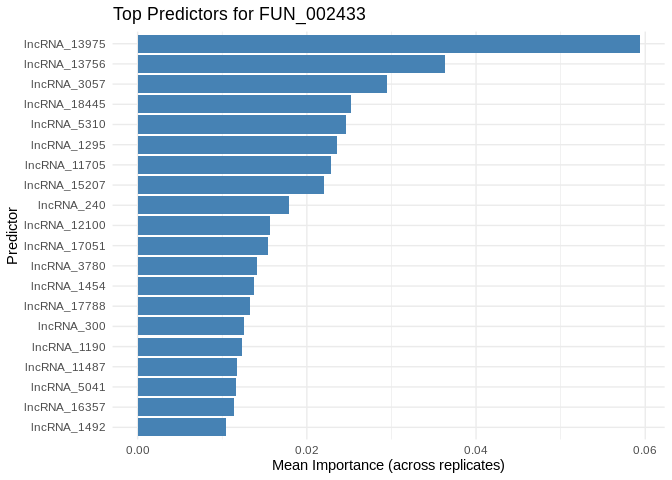 Top Predictors for FUN_002433
Predictor
lncRNA_13975
lncRNA_13756
lncRNA_3057
lncRNA_18445
lncRNA_5310
lncRNA_1295
lncRNA_11705
lncRNA_15207
lncRNA_240
lncRNA_12100
lncRNA_17051
lncRNA_3780
lncRNA_1454
lncRNA_17788
lncRNA_300
lncRNA_1190
lncRNA_11487
lncRNA_5041
lncRNA_16357
lncRNA_1492
0.00 0.02 0.04 0.06
Mean Importance (across replicates)